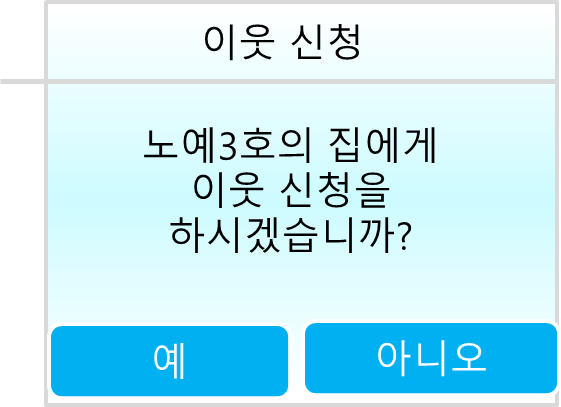 이웃 신청
노예3호의 집에게
이웃 신청을
하시겠습니까?
예
아니오